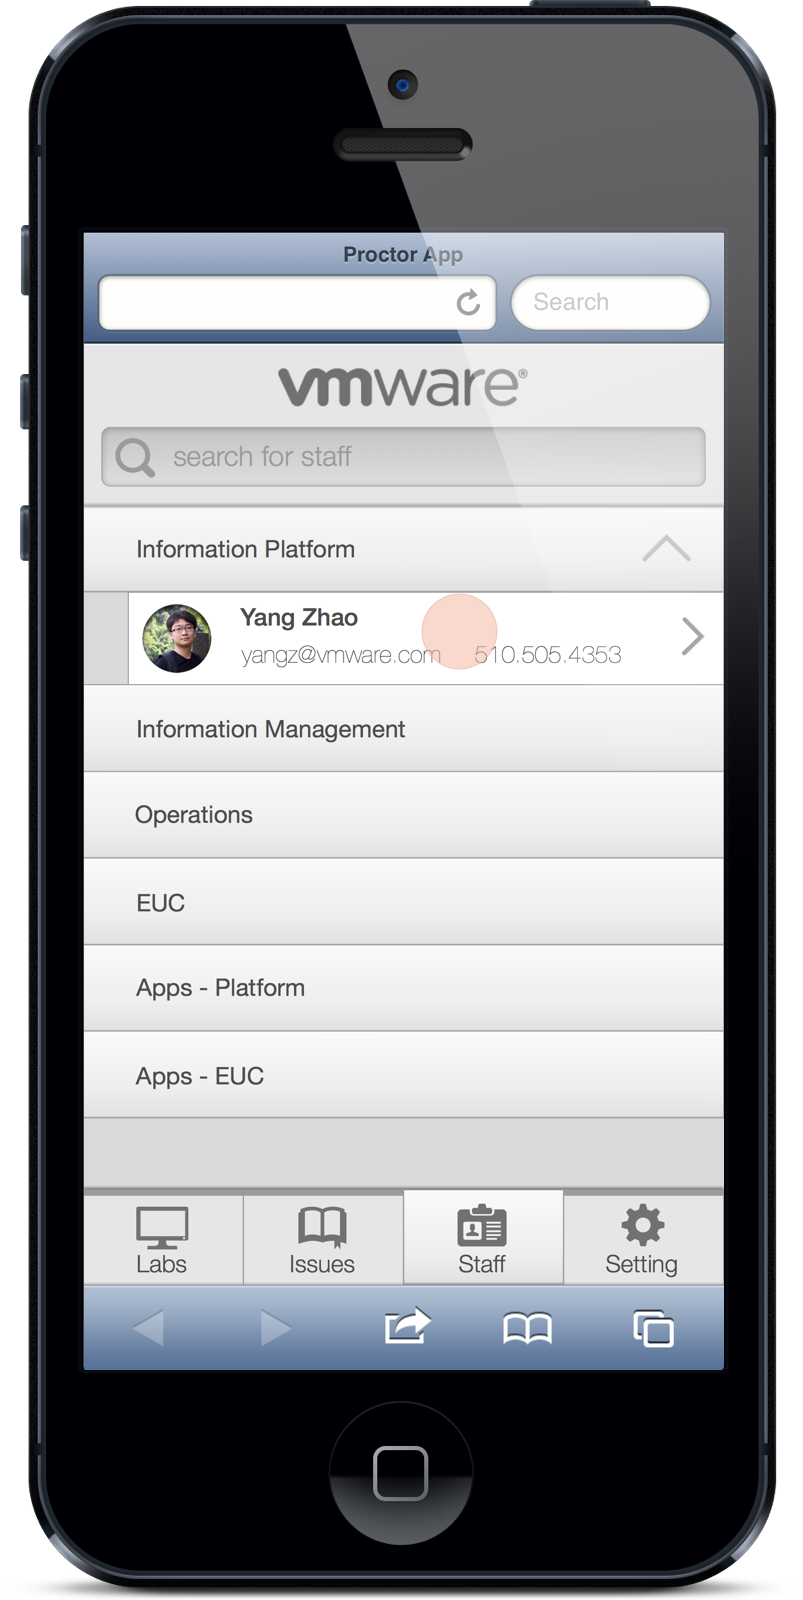 Proctor App
Search
vmware®
search for staff
Information Platform
Yang Zhao
yangz@vmware.com 510.505.4353
Information Management
Operations
EUC
Apps - Platform
Apps - EUC
Labs Issues Staff Setting